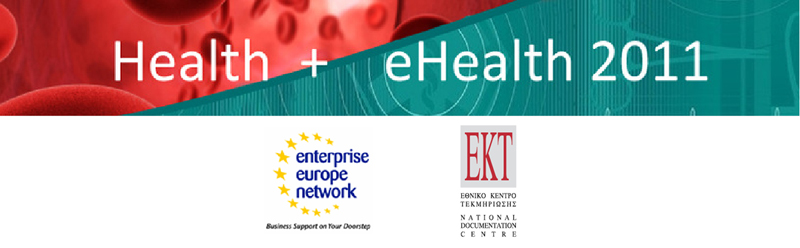 Health + eHealth 2011
enterprise
europe
network
Business Support on Your Doorstep
EKT
ΕΘΝΙΚΟ ΚΕΝΤΡΟ
ΤΕΚΜΗΡΙΩΣΗΣ
NATIONAL
DOCUMENTATION
CENTRE